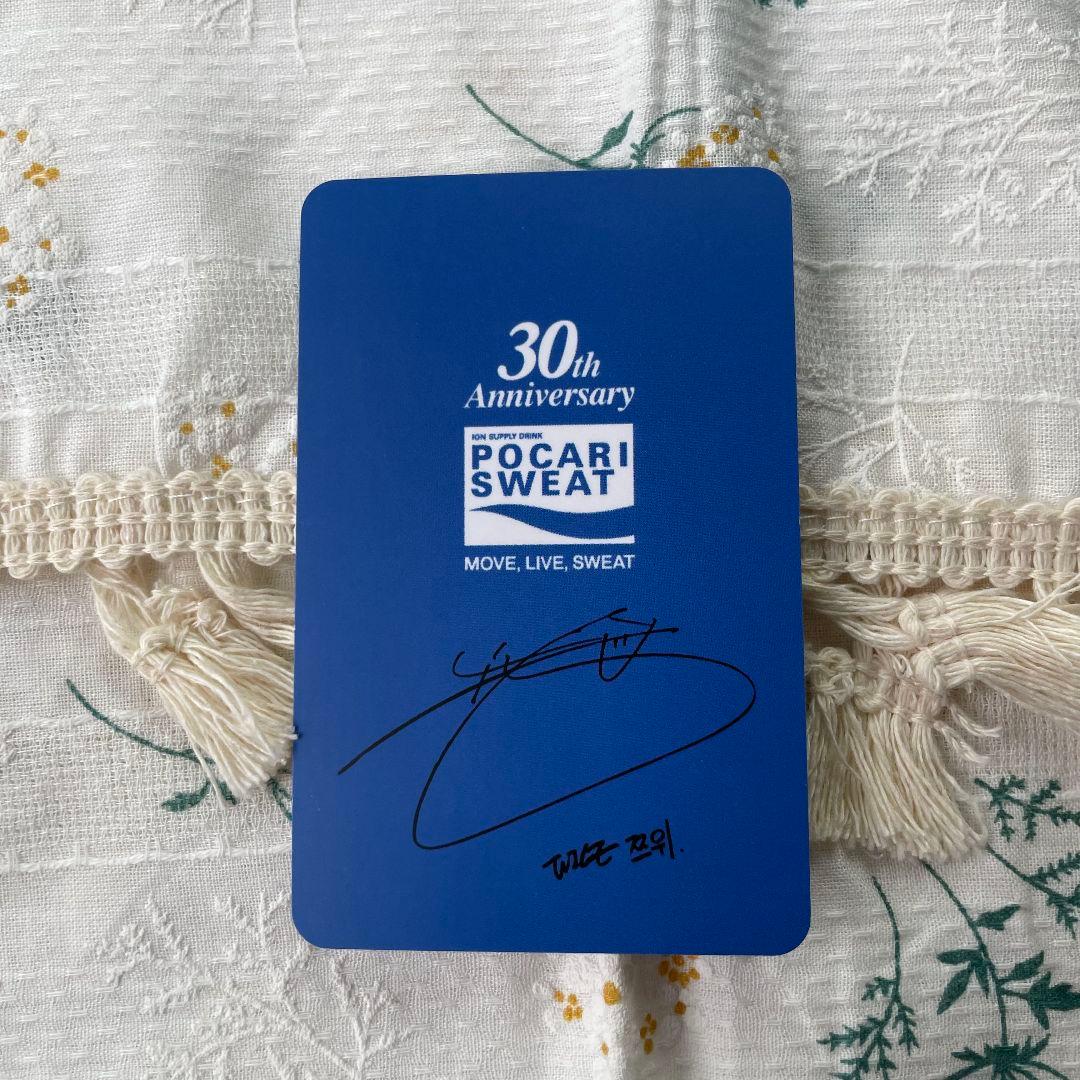 30th
Anniversary
ION SUPPLY DRINK
POCARI
SWEAT
MOVE, LIVE, SWEAT
TWICE 쯔위.